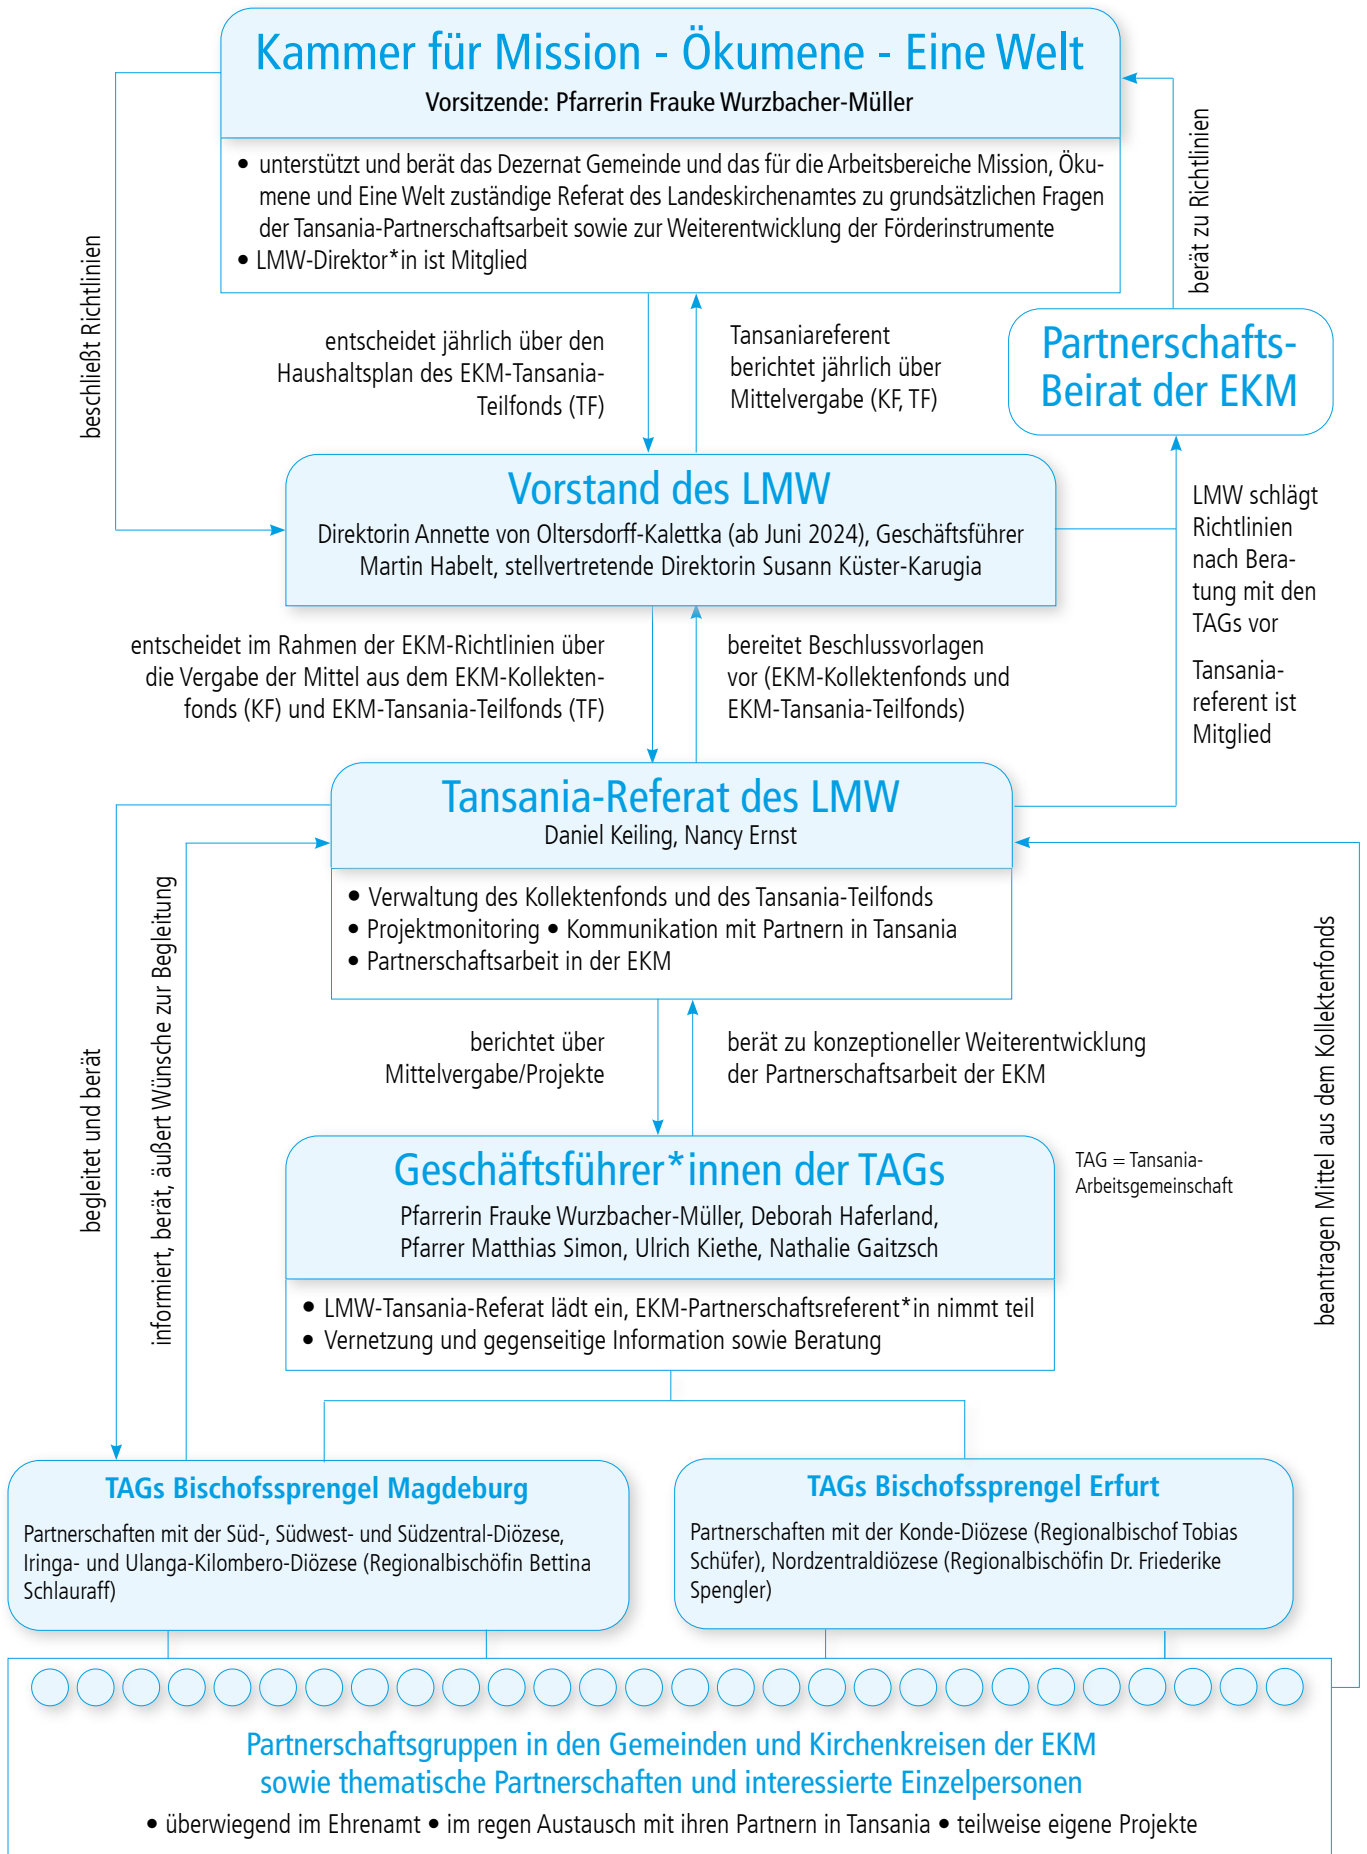 Kammer für Mission - Ökumene - Eine Welt
Vorsitzende: Pfarrerin Frauke Wurzbacher-Müller
• unterstützt und berät das Dezernat Gemeinde und das für die Arbeitsbereiche Mission, Öku-
mene und Eine Welt zuständige Referat des Landeskirchenamtes zu grundsätzlichen Fragen
der Tansania-Partnerschaftsarbeit sowie zur Weiterentwicklung der Förderinstrumente
• LMW-Direktor*in ist Mitglied
beschließt Richtlinien
berät zu Richtlinien
entscheidet jährlich über den
Haushaltsplan des EKM-Tansania-
Teilfonds (TF)
Tansaniareferent
berichtet jährlich über
Mittelvergabe (KF, TF)
Partnerschafts-
Beirat der EKM
Vorstand des LMW
Direktorin Annette von Oltersdorff-Kalettka (ab Juni 2024), Geschäftsführer
Martin Habelt, stellvertretende Direktorin Susann Küster-Karugia
LMW schlägt
Richtlinien
nach Bera-
tung mit den
TAGs vor
Tansania-
referent ist
Mitglied
entscheidet im Rahmen der EKM-Richtlinien über
die Vergabe der Mittel aus dem EKM-Kollekten-
fonds (KF) und EKM-Tansania-Teilfonds (TF)
bereitet Beschlussvorlagen
vor (EKM-Kollektenfonds und
EKM-Tansania-Teilfonds)
Tansania-Referat des LMW
Daniel Keiling, Nancy Ernst
• Verwaltung des Kollektenfonds und des Tansania-Teilfonds
• Projektmonitoring • Kommunikation mit Partnern in Tansania
• Partnerschaftsarbeit in der EKM
begleitet und berät
informiert, berät, äußert Wünsche zur Begleitung
beantragen Mittel aus dem Kollektenfonds
berichtet über
Mittelvergabe/Projekte
berät zu konzeptioneller Weiterentwicklung
der Partnerschaftsarbeit der EKM
Geschäftsführer*innen der TAGs
Pfarrerin Frauke Wurzbacher-Müller, Deborah Haferland,
Pfarrer Matthias Simon, Ulrich Kiethe, Nathalie Gaitzsch
• LMW-Tansania-Referat lädt ein, EKM-Partnerschaftsreferent*in nimmt teil
• Vernetzung und gegenseitige Information sowie Beratung
TAG = Tansania-
Arbeitsgemeinschaft
TAGs Bischofssprengel Magdeburg
Partnerschaften mit der Süd-, Südwest- und Südzentral-Diözese,
Iringa- und Ulanga-Kilombero-Diözese (Regionalbischöfin Bettina
Schlauraff)
TAGs Bischofssprengel Erfurt
Partnerschaften mit der Konde-Diözese (Regionalbischof Tobias
Schüfer), Nordzentraldiözese (Regionalbischöfin Dr. Friederike
Spengler)
Partnerschaftsgruppen in den Gemeinden und Kirchenkreisen der EKM
sowie thematische Partnerschaften und interessierte Einzelpersonen
• überwiegend im Ehrenamt • im regen Austausch mit ihren Partnern in Tansania • teilweise eigene Projekte